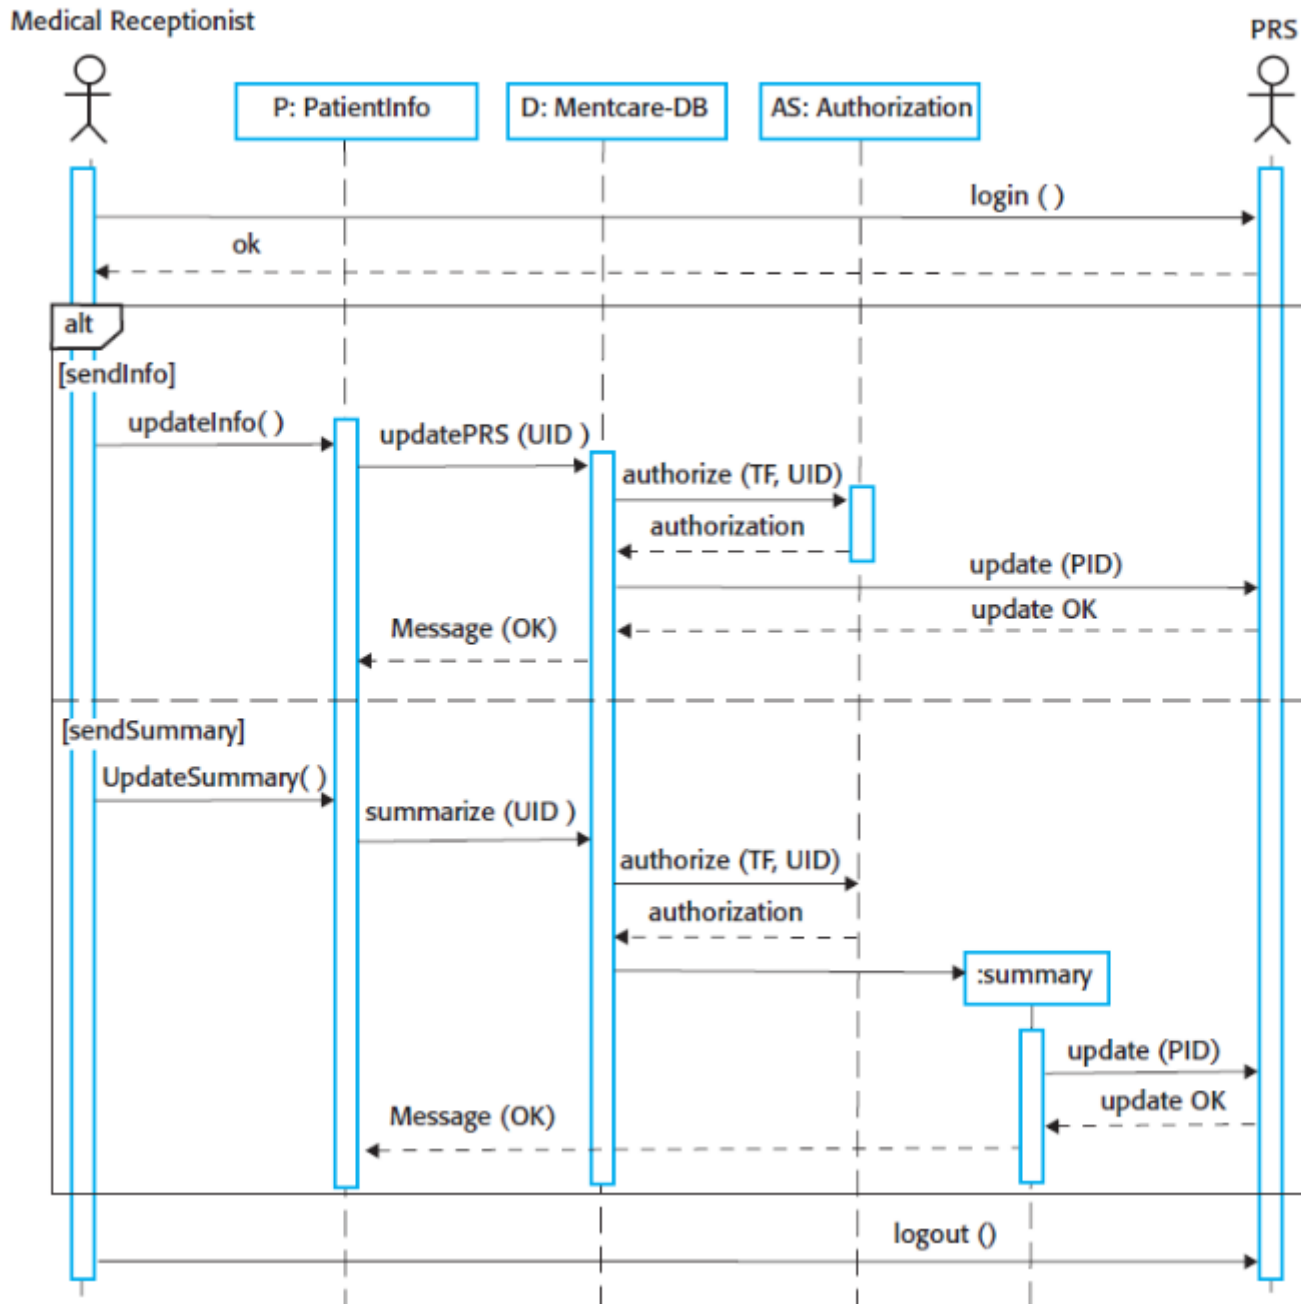 Medical Receptionist
PRS
P: PatientInfo
D: Mentcare-DB
AS: Authorization
login ( )
ok
alt
[sendInfo]
updateInfo( )
updatePRS (UID )
authorize (TF, UID)
authorization
update (PID)
update OK
Message (OK)
[sendSummary]
UpdateSummary( )
summarize (UID )
authorize (TF, UID)
authorization
:summary
update (PID)
update OK
Message (OK)
logout ()